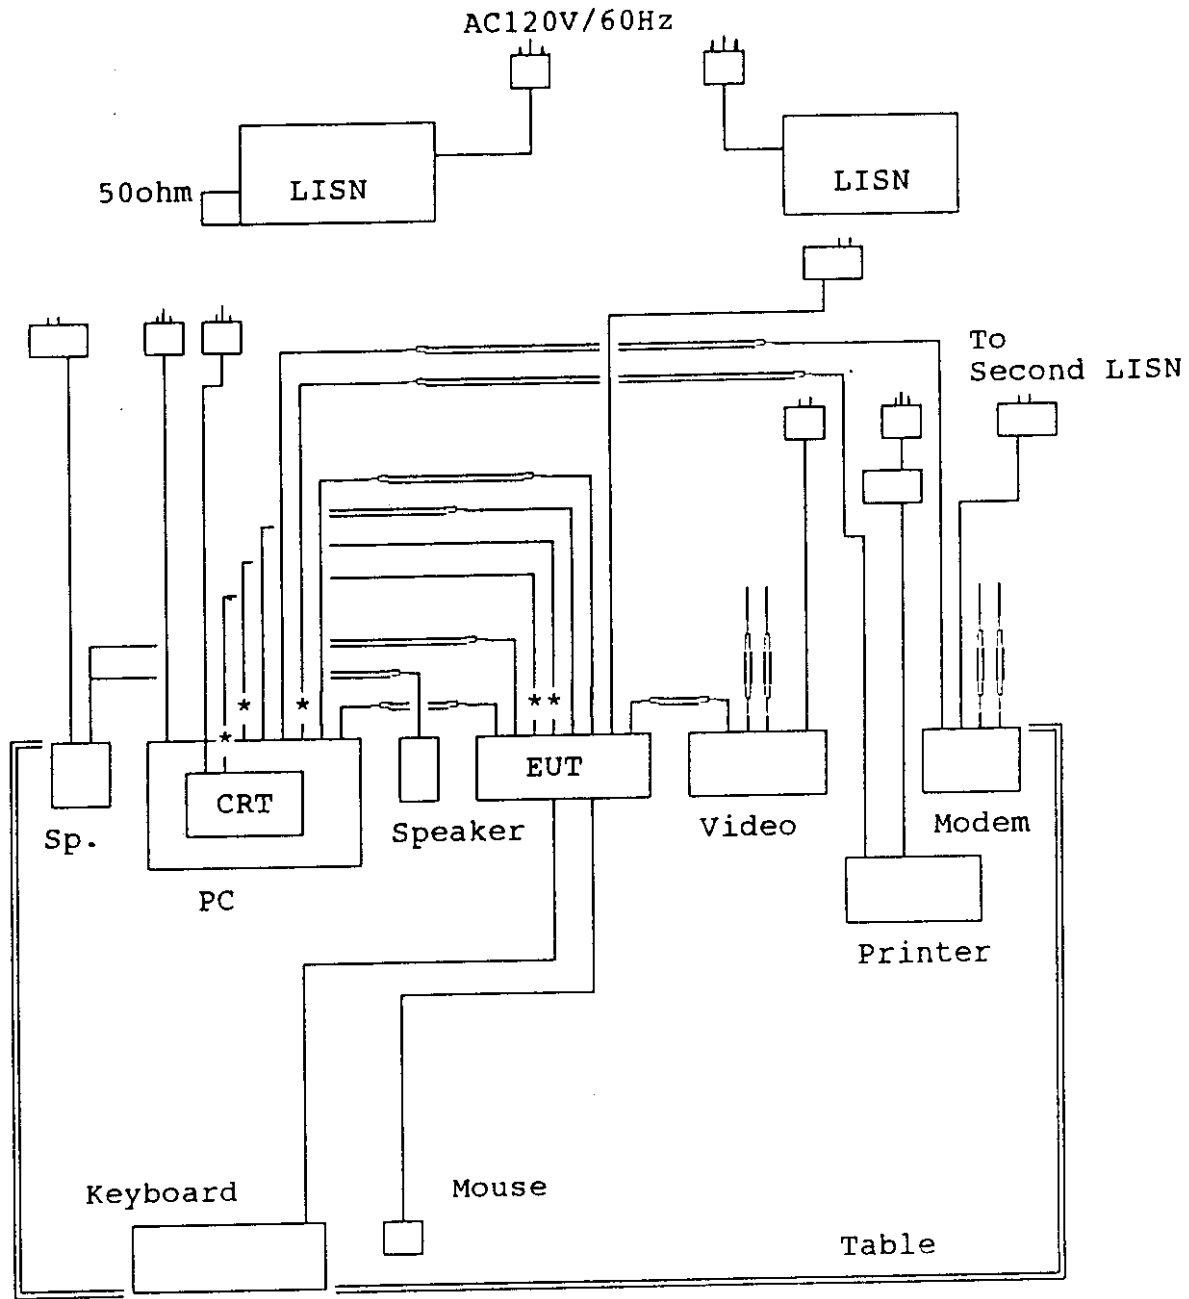 AC120V/60Hz
50ohm
LISN
LISN
To
Second LISN
*
*
*
*
*
EUT
CRT
Sp.
Speaker
Video
Modem
PC
Printer
Keyboard
Mouse
Table